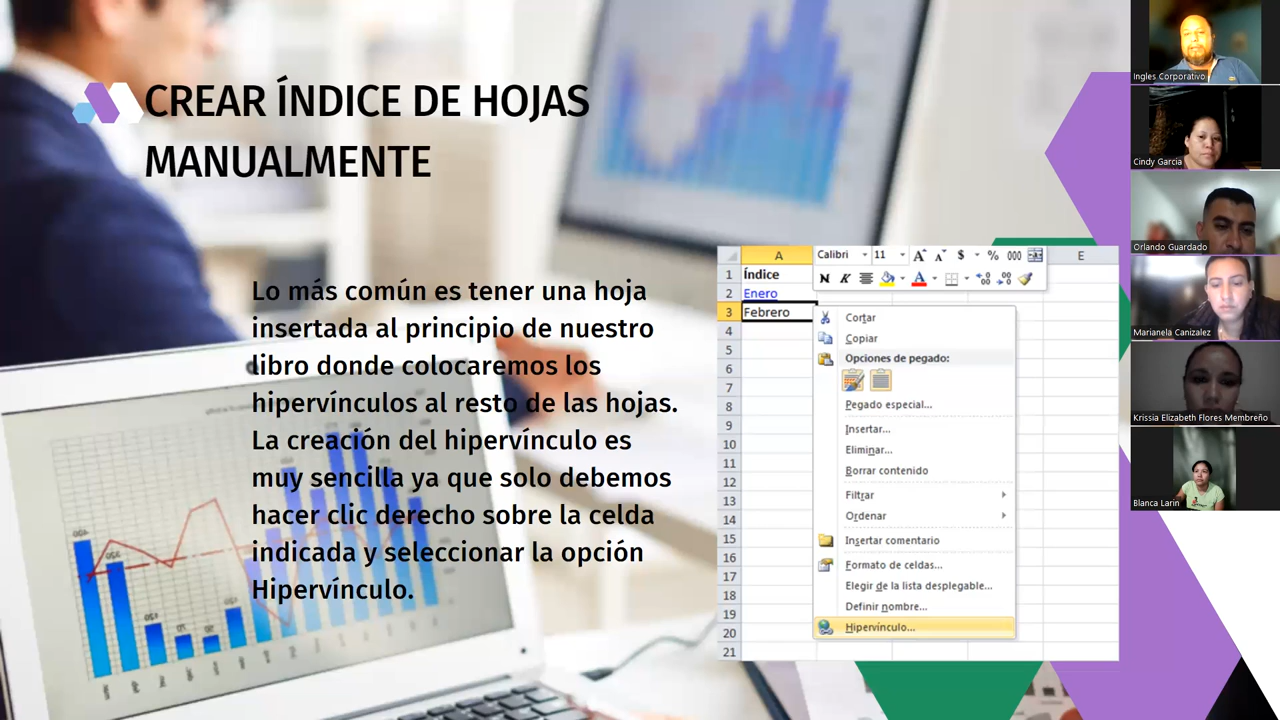 CREAR ÍNDICE DE HOJAS
MANUALMENTE
Lo más común es tener una hoja
insertada al principio de nuestro
libro donde colocaremos los
hipervínculos al resto de las hojas.
La creación del hipervínculo es
muy sencilla ya que solo debemos
hacer clic derecho sobre la celda
indicada y seleccionar la opción
Hipervínculo.
A
E
Calibri
11
A
A
$
%
000
N
K
A
1
Índice
2
Enero
3
Febrero
4
5
6
7
8
9
10
11
12
13
14
15
16
17
18
19
20
21
Cortar
Copiar
Opciones de pegado:
Pegado especial...
Insertar...
Eliminar...
Borrar contenido
Filtrar
Ordenar
Insertar comentario
Formato de celdas...
Elegir de la lista desplegable...
Definir nombre...
Hipervínculo...
Ingles Corporativo
Cindy Garcia
Orlando Guardado
Marianela Canizalez
Krissia Elizabeth Flores Membreño
Blanca Larin